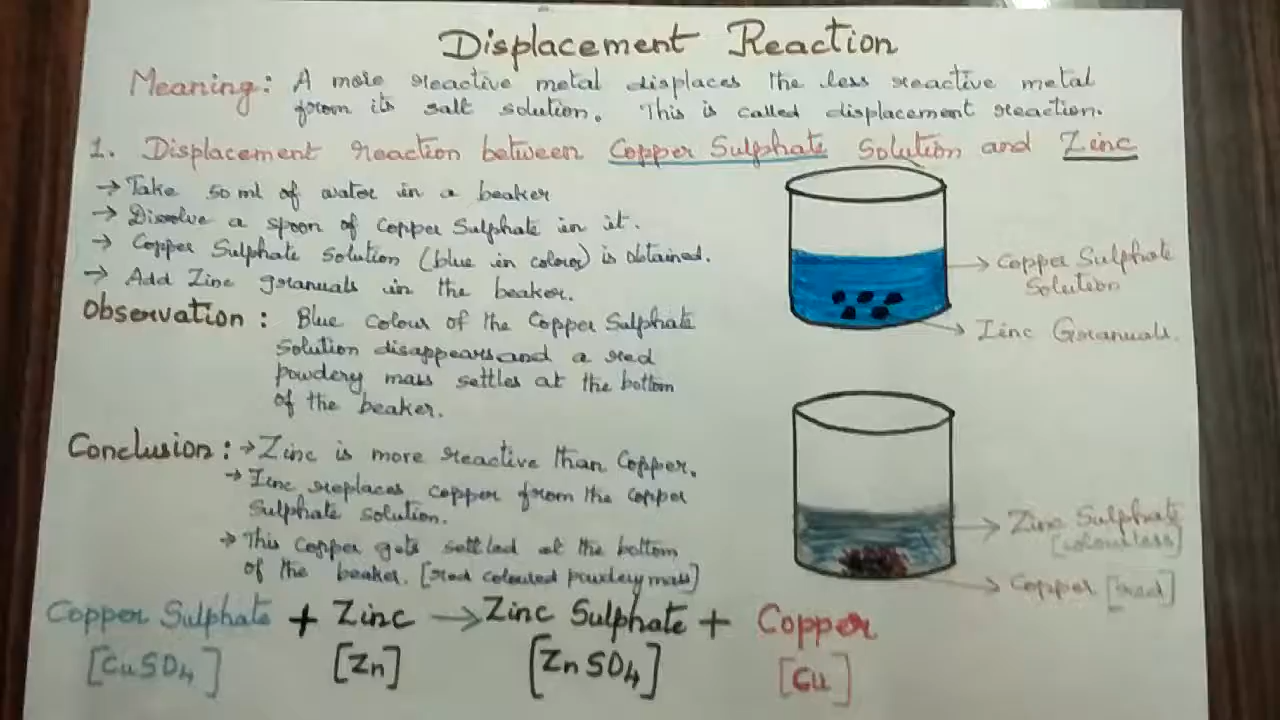 Displacement Reaction
Meaning: A more reactive metal displaces the less reactive metal
from its salt solution. This is called displacement reaction.
1. Displacement reaction between Copper Sulphate Solution and Zinc
→ Take 50 ml of water in a beaker
→ Dissolve a spoon of Copper Sulphate in it.
→ Copper Sulphate Solution (blue in color) is obtained.
→ Add Zinc granuals in the beaker.
→ Copper Sulphate
Solution
→ Zinc Granuals.
Observation: Blue Colour of the Copper Sulphate
Solution disappears and a red
powdery mass settles at the bottom
of the beaker.
Conclusion: → Zinc is more reactive than Copper.
→ Zinc replaces copper from the copper
Sulphate solution.
→ This Copper gets settled at the bottom
of the beaker. [red coloured powdery mass]
→ Zinc Sulphate
[colourless]
→ Copper [red]
Copper Sulphate + Zinc → Zinc Sulphate + Copper
[CuSO4] [Zn] [ZnSO4] [Cu]